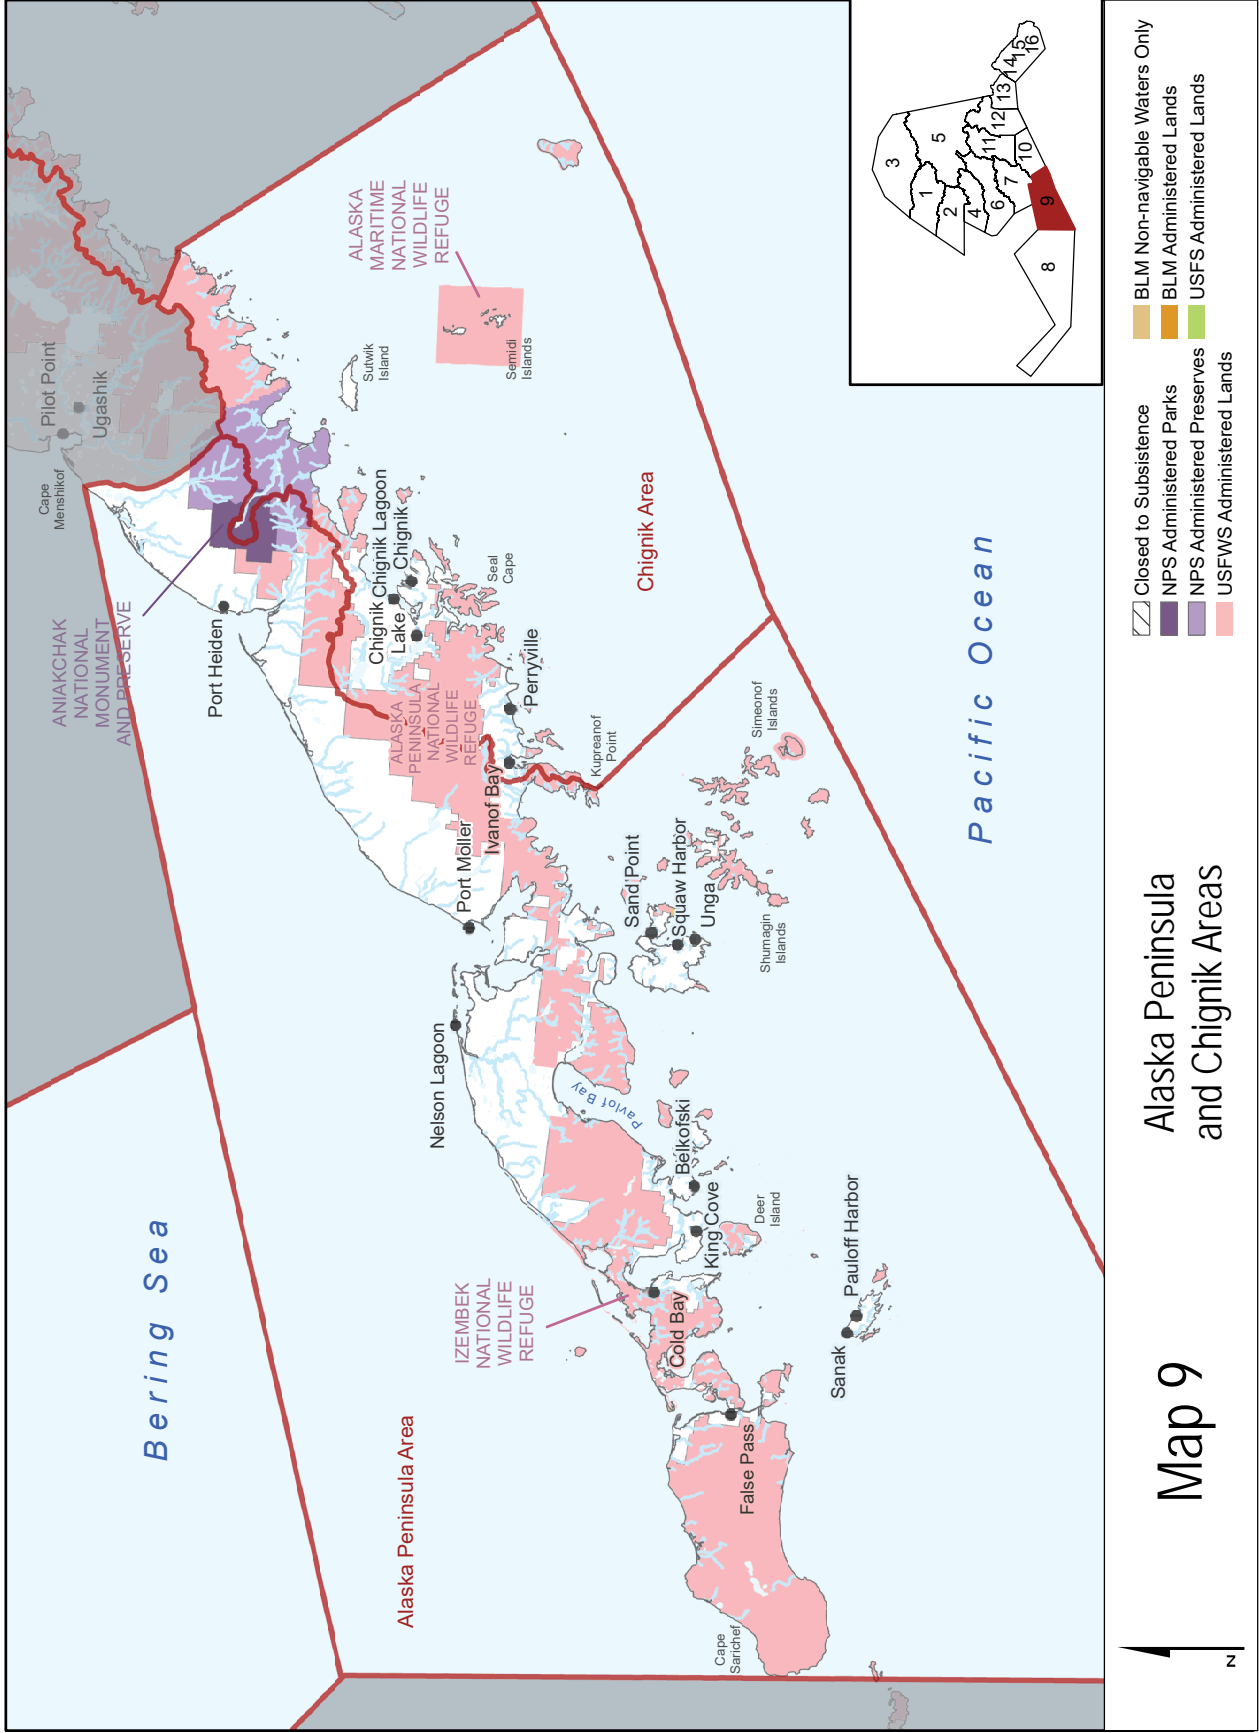 Bering Sea
Pacific Ocean
Alaska Peninsula Area
Chignik Area
ANIAKCHAK
NATIONAL
MONUMENT
AND PRESERVE
ALASKA
MARITIME
NATIONAL
WILDLIFE
REFUGE
ALASKA
PENINSULA
NATIONAL
WILDLIFE
REFUGE
IZEMBEK
NATIONAL
WILDLIFE
REFUGE
Cape
Menshikof
Pilot Point
Ugashik
Port Heiden
Sutwik
Island
Semidi
Islands
Chignik Lagoon
Chignik
Chignik
Lake
Seal
Cape
Perryville
Ivanof Bay
Kupreanof
Point
Port Moller
Nelson Lagoon
Simeonof
Islands
Sand Point
Squaw Harbor
Unga
Shumagin
Islands
Pavlof Bay
Belkofski
King Cove
Deer
Island
Cold Bay
Pauloff Harbor
Sanak
False Pass
Cape
Sarichef
1
2
3
4
5
6
7
8
9
10
11
12
13
14
15
16
N
Map 9
Alaska Peninsula
and Chignik Areas
Closed to Subsistence
NPS Administered Parks
NPS Administered Preserves
USFWS Administered Lands
BLM Non-navigable Waters Only
BLM Administered Lands
USFS Administered Lands